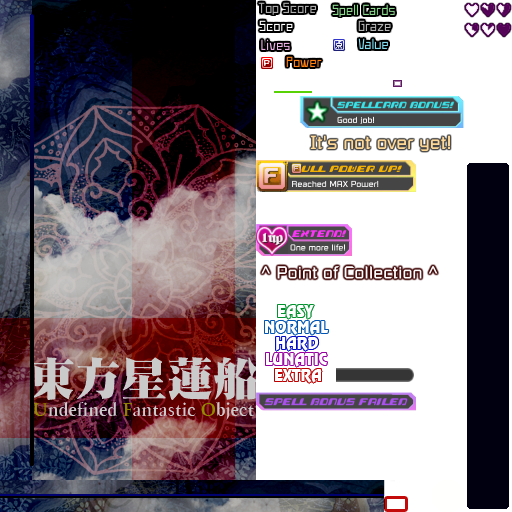 Top Score
Spell Cards
Score
Graze
Lives
Value
P Power
SPELLCARD BONUS!
Good job!
It's not over yet!
F
FULL POWER UP!
Reached MAX Power!
1up
EXTEND!
One more life!
^ Point of Collection ^
EASY
NORMAL
HARD
LUNATIC
EXTRA
東方星蓮船
Undefined Fantastic Object
SPELL BONUS FAILED